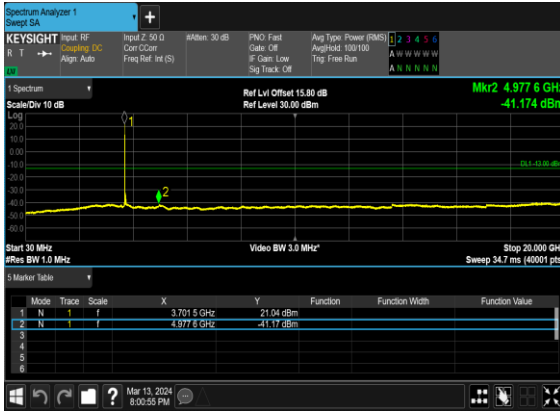 Spectrum Analyzer 1
Swept SA
+
KEYSIGHT Input: RF Input Z: 50 Ω #Atten: 30 dB PNO: Fast Avg Type: Power (RMS) 1 2 3 4 5 6
R T Coupling: DC Corr CCorr Gate: Off Avg|Hold: 100/100 A W W W W W
Align: Auto Freq Ref: Int (S) IF Gain: Low Trig: Free Run
Sig Track: Off A N N N N N
1 Spectrum Ref Lvl Offset 15.80 dB Mkr2 4.977 6 GHz
Scale/Div 10 dB Ref Level 30.00 dBm -41.174 dBm
Log
20.0 1
10.0
0.00
-10.0 DL1 -13.00 dBm
-20.0
-30.0 2
-40.0
-50.0
-60.0
Start 30 MHz Video BW 3.0 MHz* Stop 20.000 GH
#Res BW 1.0 MHz Sweep 34.7 ms (40001 pts
5 Marker Table
Mode Trace Scale X Y Function Function Width Function Value
1 N 1 f 3.701 5 GHz 21.04 dBm
2 N 1 f 4.977 6 GHz -41.17 dBm
3
4
5
6
? Mar 13, 2024
8:00:55 PM